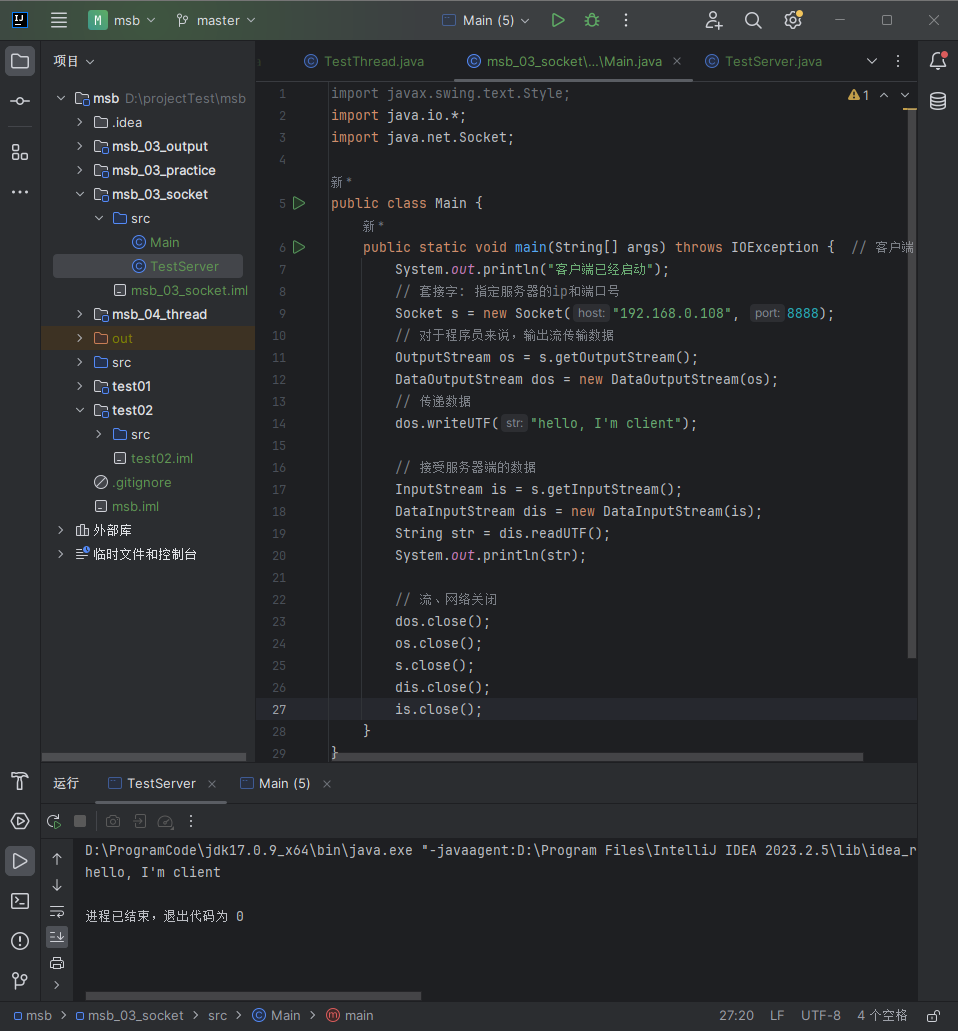 msb
master
Main (5)
项目
TestThread.java
msb_03_socket\...\Main.java
TestServer.java
msb D:\projectTest\msb
.idea
msb_03_output
msb_03_practice
msb_03_socket
src
Main
TestServer
msb_03_socket.iml
msb_04_thread
out
src
test01
test02
src
test02.iml
.gitignore
msb.iml
外部库
临时文件和控制台
1
1 import javax.swing.text.Style;
2 import java.io.*;
3 import java.net.Socket;
4
新 *
5 public class Main {
新 *
6 public static void main(String[] args) throws IOException { // 客户端
7 System.out.println("客户端已经启动");
8 // 套接字: 指定服务器的ip和端口号
9 Socket s = new Socket( host: "192.168.0.108", port: 8888);
10 // 对于程序员来说，输出流传输数据
11 OutputStream os = s.getOutputStream();
12 DataOutputStream dos = new DataOutputStream(os);
13 // 传递数据
14 dos.writeUTF( str: "hello, I'm client");
15
16 // 接受服务器端的数据
17 InputStream is = s.getInputStream();
18 DataInputStream dis = new DataInputStream(is);
19 String str = dis.readUTF();
20 System.out.println(str);
21
22 // 流、网络关闭
23 dos.close();
24 os.close();
25 s.close();
26 dis.close();
27 is.close();
28 }
29 }
运行
TestServer
Main (5)
D:\ProgramCode\jdk17.0.9_x64\bin\java.exe "-javaagent:D:\Program Files\IntelliJ IDEA 2023.2.5\lib\idea_r
hello, I'm client
进程已结束，退出代码为 0
msb > msb_03_socket > src > Main > main
27:20 LF UTF-8 4 个空格